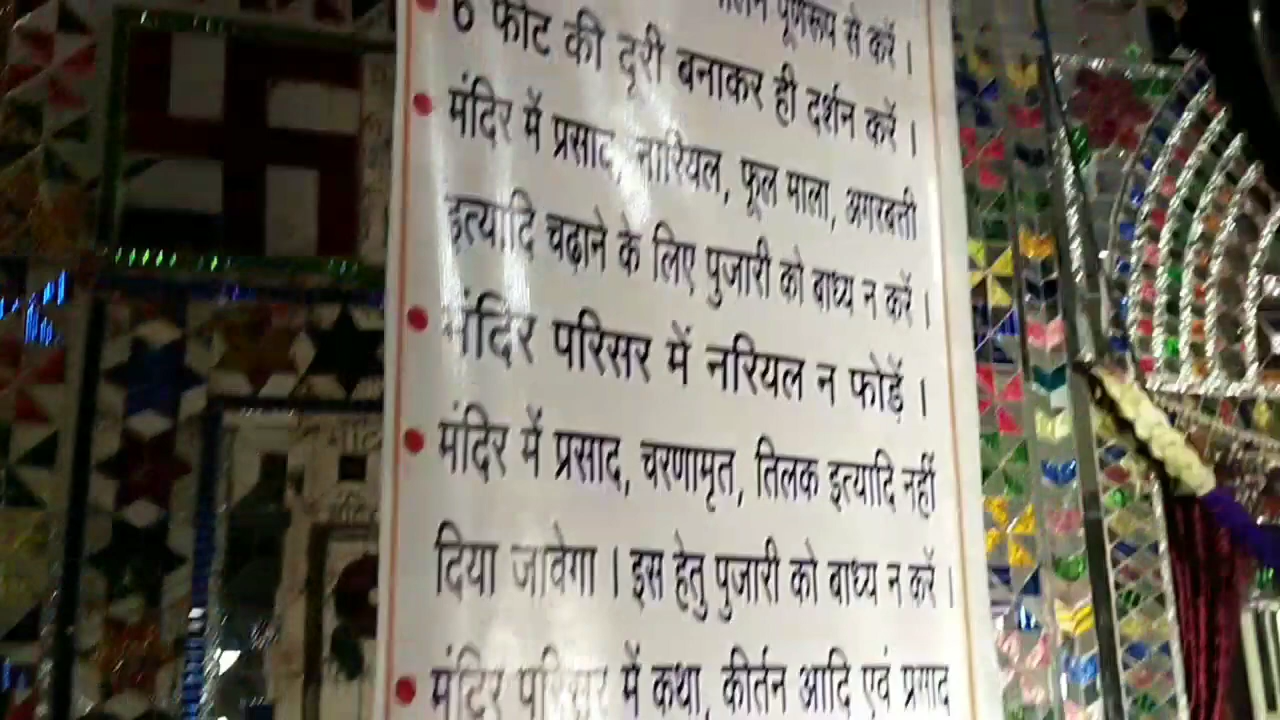 पूर्णरूप से करें ।
6 फीट की दूरी बनाकर ही दर्शन करें ।
मंदिर में प्रसाद, नारियल, फूल माला, अगरबत्ती
इत्यादि चढ़ाने के लिए पुजारी को बाध्य न करें ।
मंदिर परिसर में नरियल न फोड़ें ।
मंदिर में प्रसाद, चरणामृत, तिलक इत्यादि नहीं
दिया जावेगा । इस हेतु पुजारी को बाध्य न करें ।
मंदिर परिसर में कथा, कीर्तन आदि एवं प्रसाद